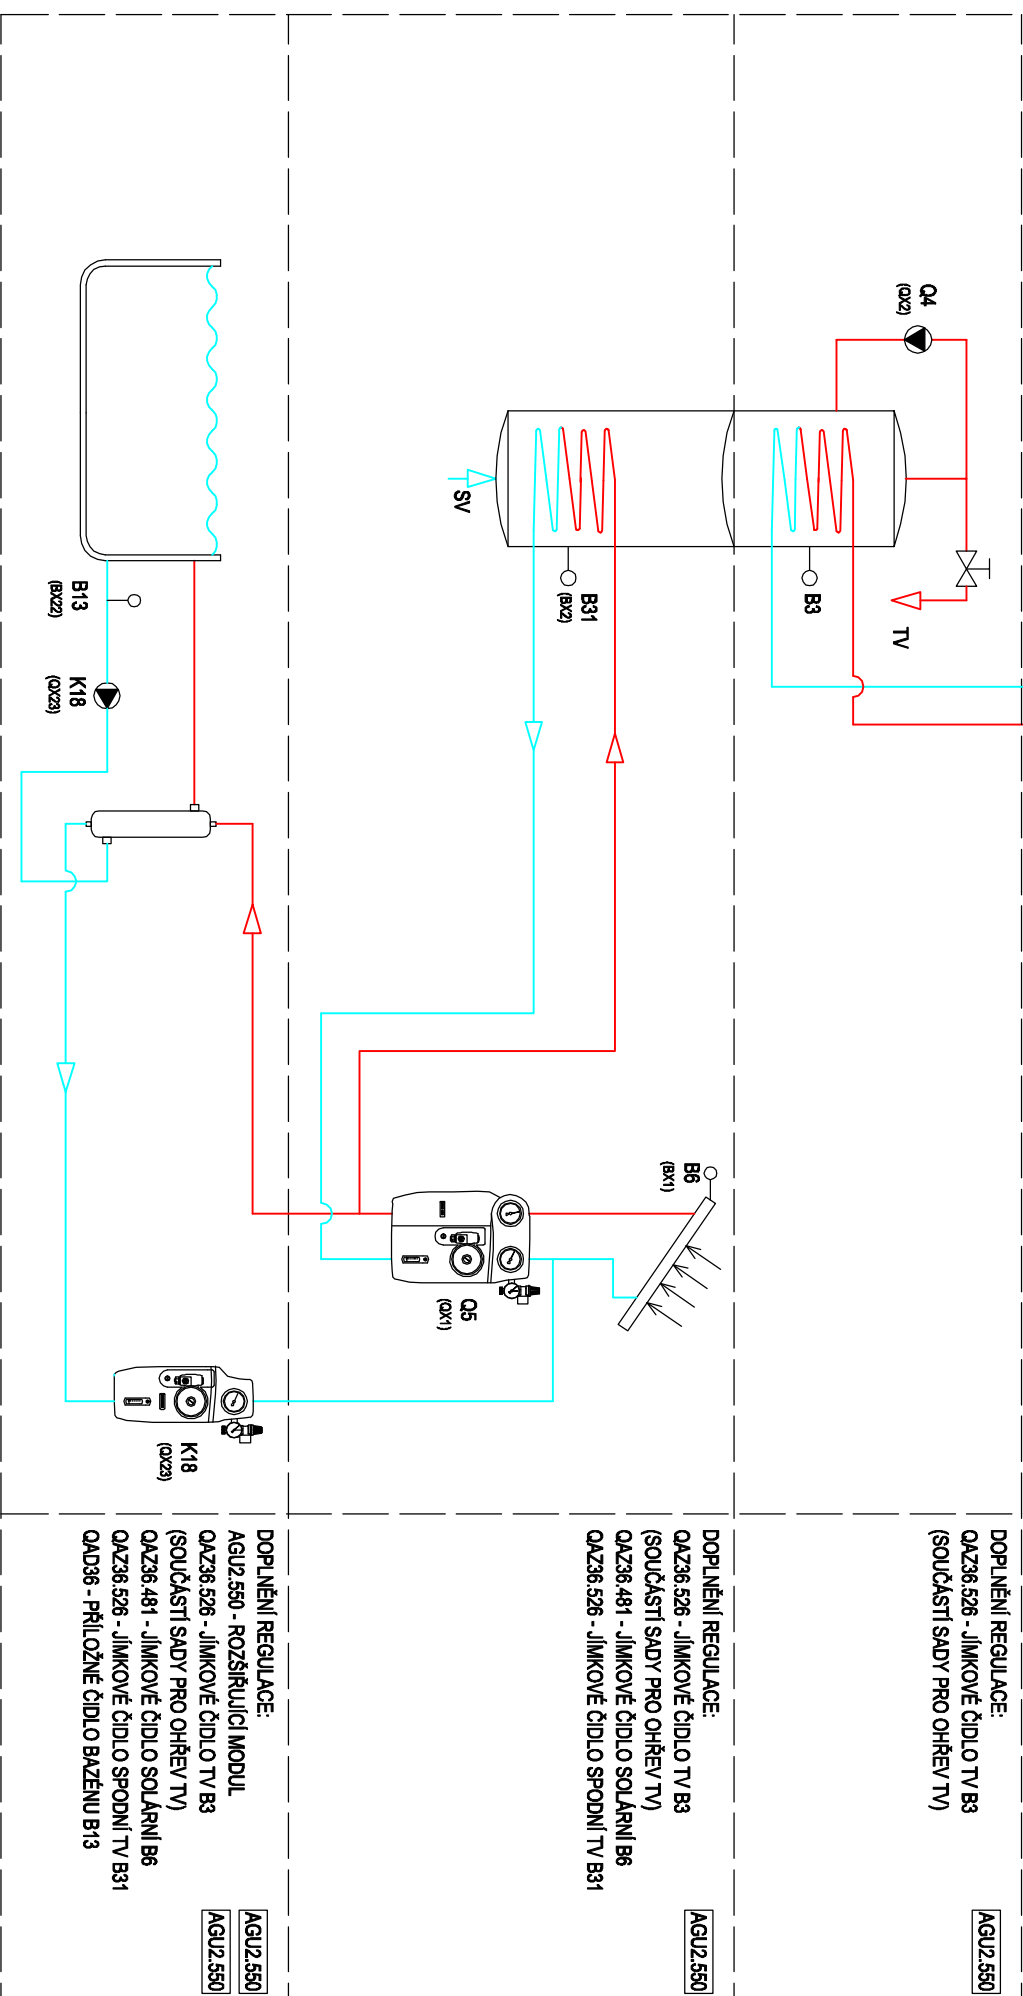 Q4
(QX2)
TV
B3
DOPLNĚNÍ REGULACE:
QAZ36.526 - JÍMKOVÉ ČIDLO TV B3
(SOUČÁSTÍ SADY PRO OHŘEV TV)
AGU2.550
SV
B31
(BX2)
B6
(BX1)
Q5
(QX1)
DOPLNĚNÍ REGULACE:
QAZ36.526 - JÍMKOVÉ ČIDLO TV B3
(SOUČÁSTÍ SADY PRO OHŘEV TV)
QAZ36.481 - JÍMKOVÉ ČIDLO SOLÁRNÍ B6
QAZ36.526 - JÍMKOVÉ ČIDLO SPODNÍ TV B31
AGU2.550
B13
(BX22)
K18
(QX23)
K18
(QX23)
DOPLNĚNÍ REGULACE:
AGU2.550 - ROZŠIŘUJÍCÍ MODUL
QAZ36.526 - JÍMKOVÉ ČIDLO TV B3
(SOUČÁSTÍ SADY PRO OHŘEV TV)
QAZ36.481 - JÍMKOVÉ ČIDLO SOLÁRNÍ B6
QAZ36.526 - JÍMKOVÉ ČIDLO SPODNÍ TV B31
QAD36 - PŘÍLOŽNÉ ČIDLO BAZÉNU B13
AGU2.550
AGU2.550